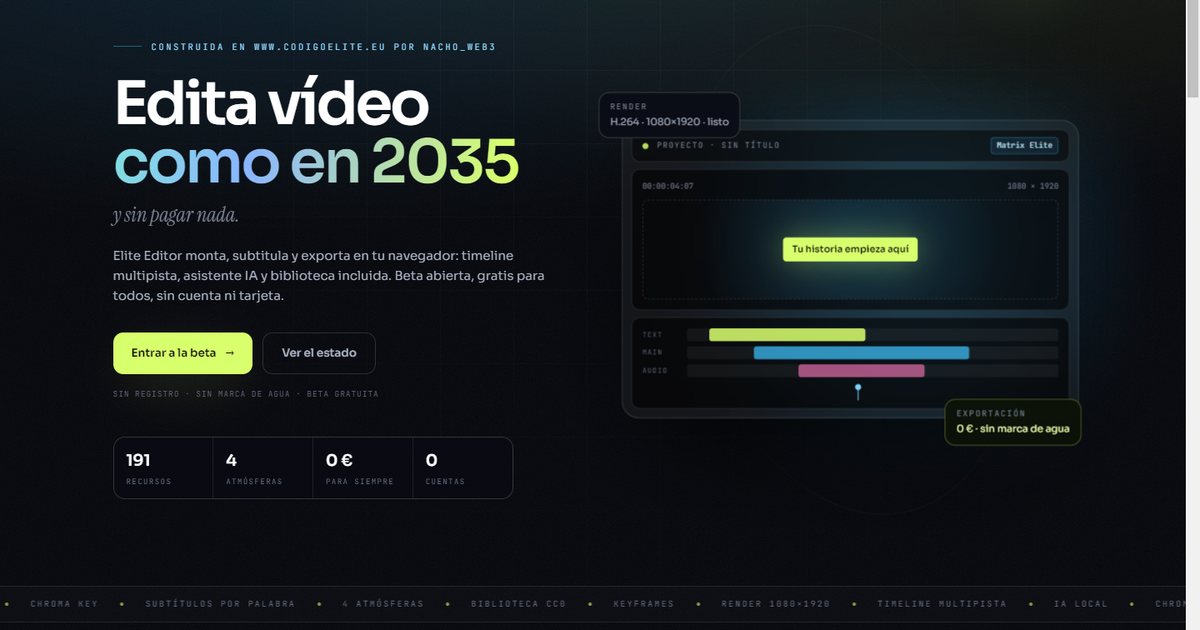 CONSTRUIDA EN WWW.CODIGOELITE.EU POR NACHO_WEB3
Edita vídeo
como en 2035
y sin pagar nada.
Elite Editor monta, subtitula y exporta en tu navegador: timeline
multipista, asistente IA y biblioteca incluida. Beta abierta, gratis para
todos, sin cuenta ni tarjeta.
Entrar a la beta →
Ver el estado
SIN REGISTRO · SIN MARCA DE AGUA · BETA GRATUITA
191
RECURSOS
4
ATMÓSFERAS
0 €
PARA SIEMPRE
0
CUENTAS
RENDER
H.264 · 1080×1920 · listo
PROYECTO · SIN TÍTULO
Matrix Elite
00:00:04:07
1080 × 1920
Tu historia empieza aquí
TEXT
MAIN
AUDIO
EXPORTACIÓN
0 € · sin marca de agua
CHROMA KEY • SUBTÍTULOS POR PALABRA • 4 ATMÓSFERAS • BIBLIOTECA CC0 • KEYFRAMES • RENDER 1080×1920 • TIMELINE MULTIPISTA • IA LOCAL • CHROM